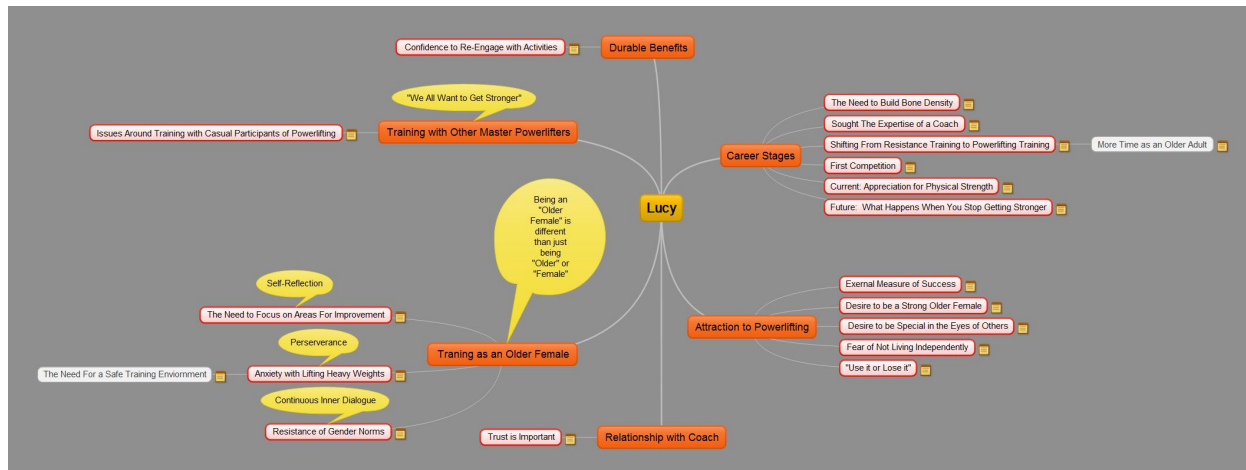 Confidence to Re-Engage with Activities
Durable Benefits
"We All Want to Get Stronger"
Issues Around Training with Casual Participants of Powerlifting
Training with Other Master Powerlifters
Being an
"Older
Female" is
different
than just
being
"Older" or
"Female"
Self-Reflection
The Need to Focus on Areas For Improvement
Perserverance
The Need For a Safe Training Enviornment
Anxiety with Lifting Heavy Weights
Traning as an Older Female
Continuous Inner Dialogue
Resistance of Gender Norms
Trust is Important
Relationship with Coach
Lucy
Career Stages
The Need to Build Bone Density
Sought The Expertise of a Coach
Shifting From Resistance Training to Powerlifting Training
More Time as an Older Adult
First Competition
Current: Appreciation for Physical Strength
Future: What Happens When You Stop Getting Stronger
Attraction to Powerlifting
Exernal Measure of Success
Desire to be a Strong Older Female
Desire to be Special in the Eyes of Others
Fear of Not Living Independently
"Use it or Lose it"